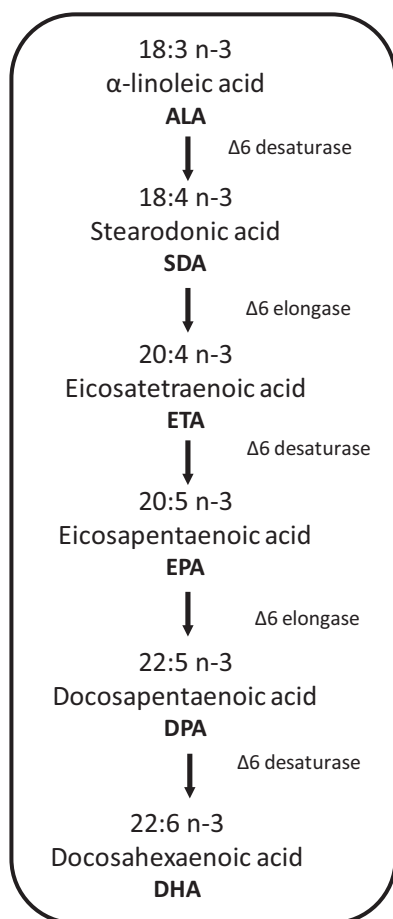 18:3 n-3
α-linoleic acid
ALA
Δ6 desaturase
18:4 n-3
Stearodonic acid
SDA
Δ6 elongase
20:4 n-3
Eicosatetraenoic acid
ETA
Δ6 desaturase
20:5 n-3
Eicosapentaenoic acid
EPA
Δ6 elongase
22:5 n-3
Docosapentaenoic acid
DPA
Δ6 desaturase
22:6 n-3
Docosahexaenoic acid
DHA